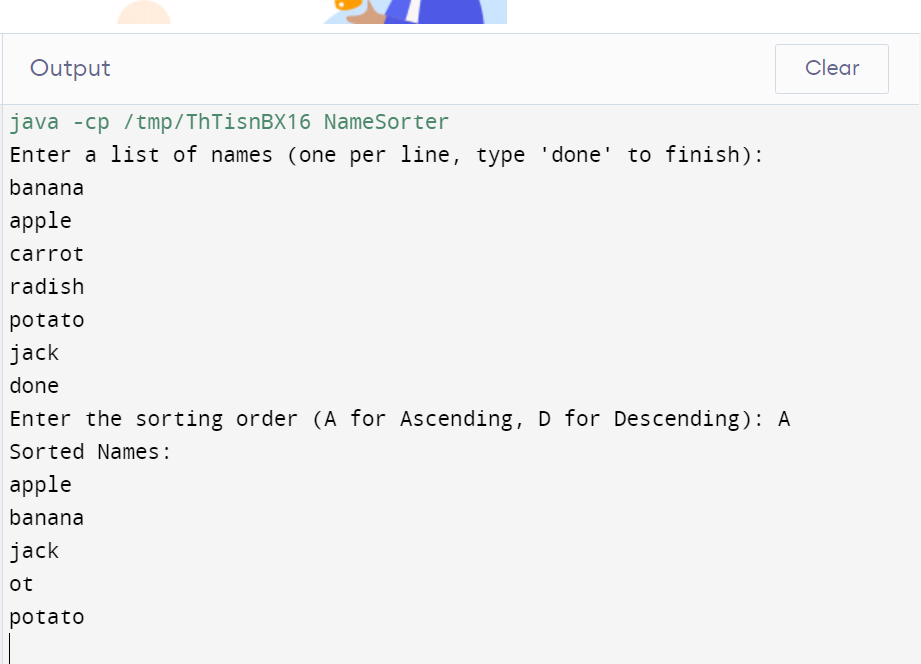 Output
Clear
java -cp /tmp/ThTisnBX16 NameSorter
Enter a list of names (one per line, type 'done' to finish):
banana
apple
carrot
radish
potato
jack
done
Enter the sorting order (A for Ascending, D for Descending): A
Sorted Names:
apple
banana
jack
ot
potato